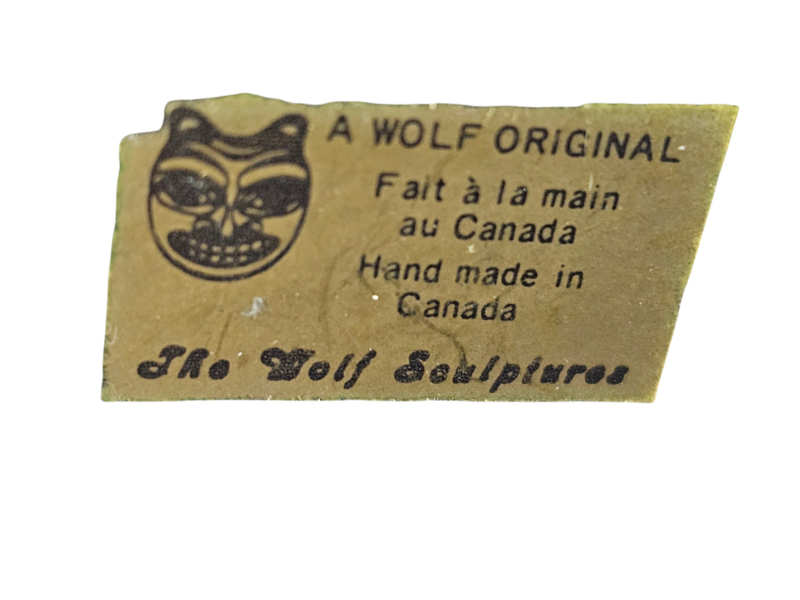 A WOLF ORIGINAL
Fait à la main
au Canada
Hand made in
Canada
The Wolf Sculptures